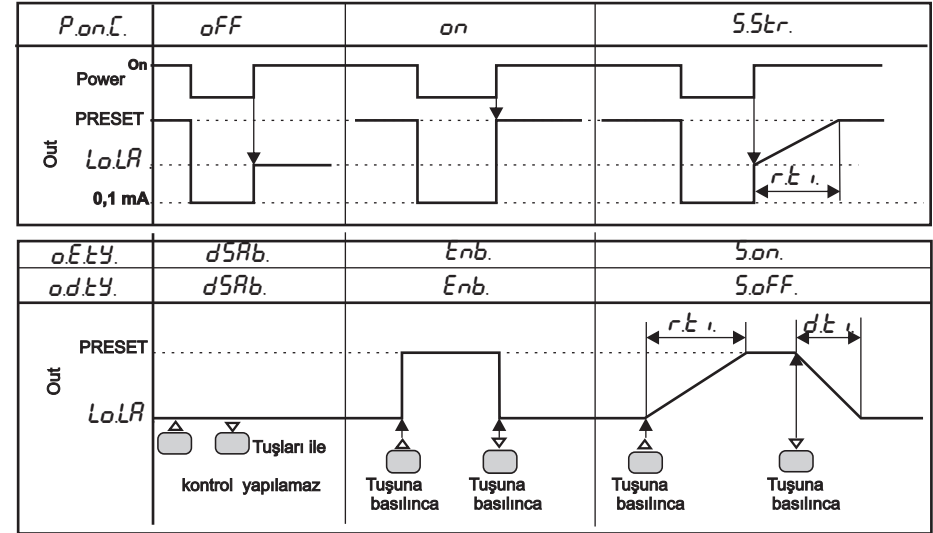 P.on.C. oFF on S.Str.
On
Power
PRESET
Out
Lo.LA
r.t i.
0,1 mA
o.E.tY. dSAb. Enb. S.on.
o.d.tY. dSAb. Enb. S.oFF.
r.t i. d.t i.
PRESET
Out
Lo.LA
Tuşları ile
kontrol yapılamaz
Tuşuna basılınca
Tuşuna basılınca
Tuşuna basılınca
Tuşuna basılınca